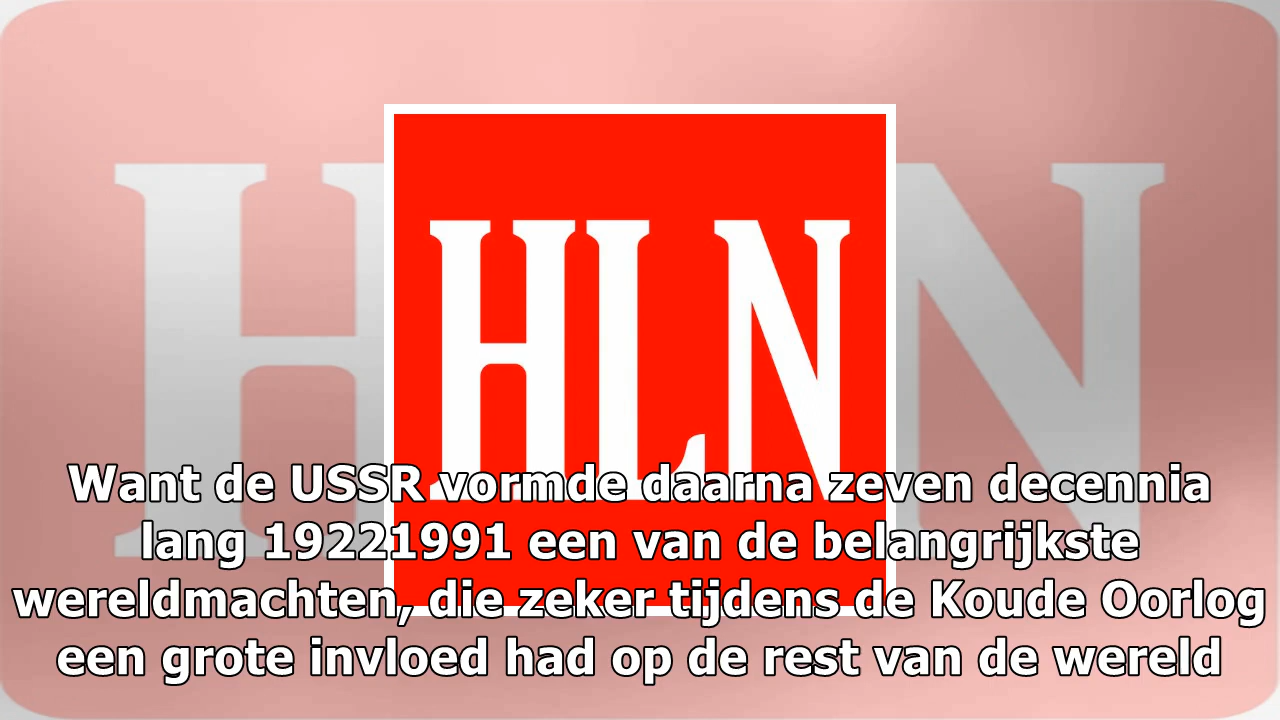 HLN
Want de USSR vormde daarna zeven decennia
lang 19221991 een van de belangrijkste
wereldmachten, die zeker tijdens de Koude Oorlog
een grote invloed had op de rest van de wereld